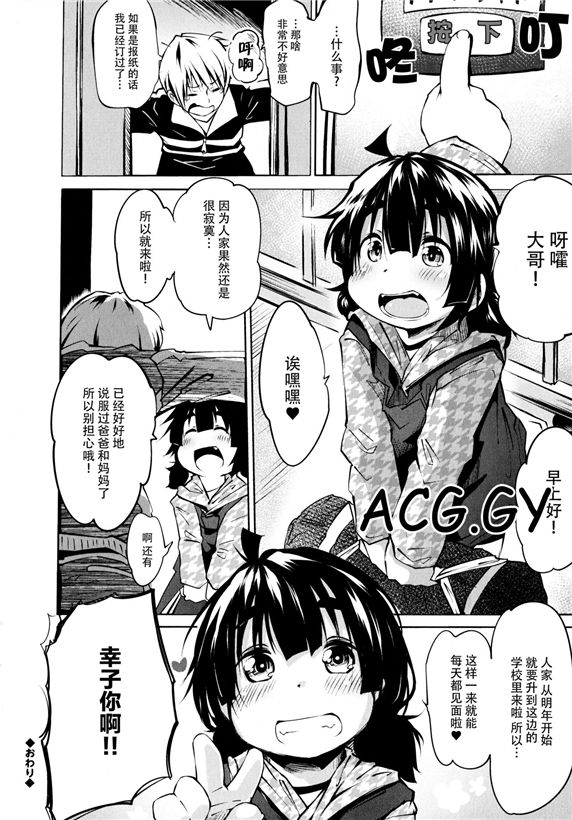 叮
咚
按下
…什么事？
…那啥
非常不好意思
呼啊
如果是报纸的话
我已经订过了…
呀嚯
大哥！
因为人家果然还是
很寂寞…
所以就来啦！
诶嘿嘿♥
早上好！
已经好好地
说服过爸爸和妈妈了
所以别担心哦！
啊 还有
ACG.GY
人家 从明年开始
就要升到这边的
学校里来啦 所以…
这样一来就能
每天都见面啦♥
幸子你啊!!
◆おわり◆